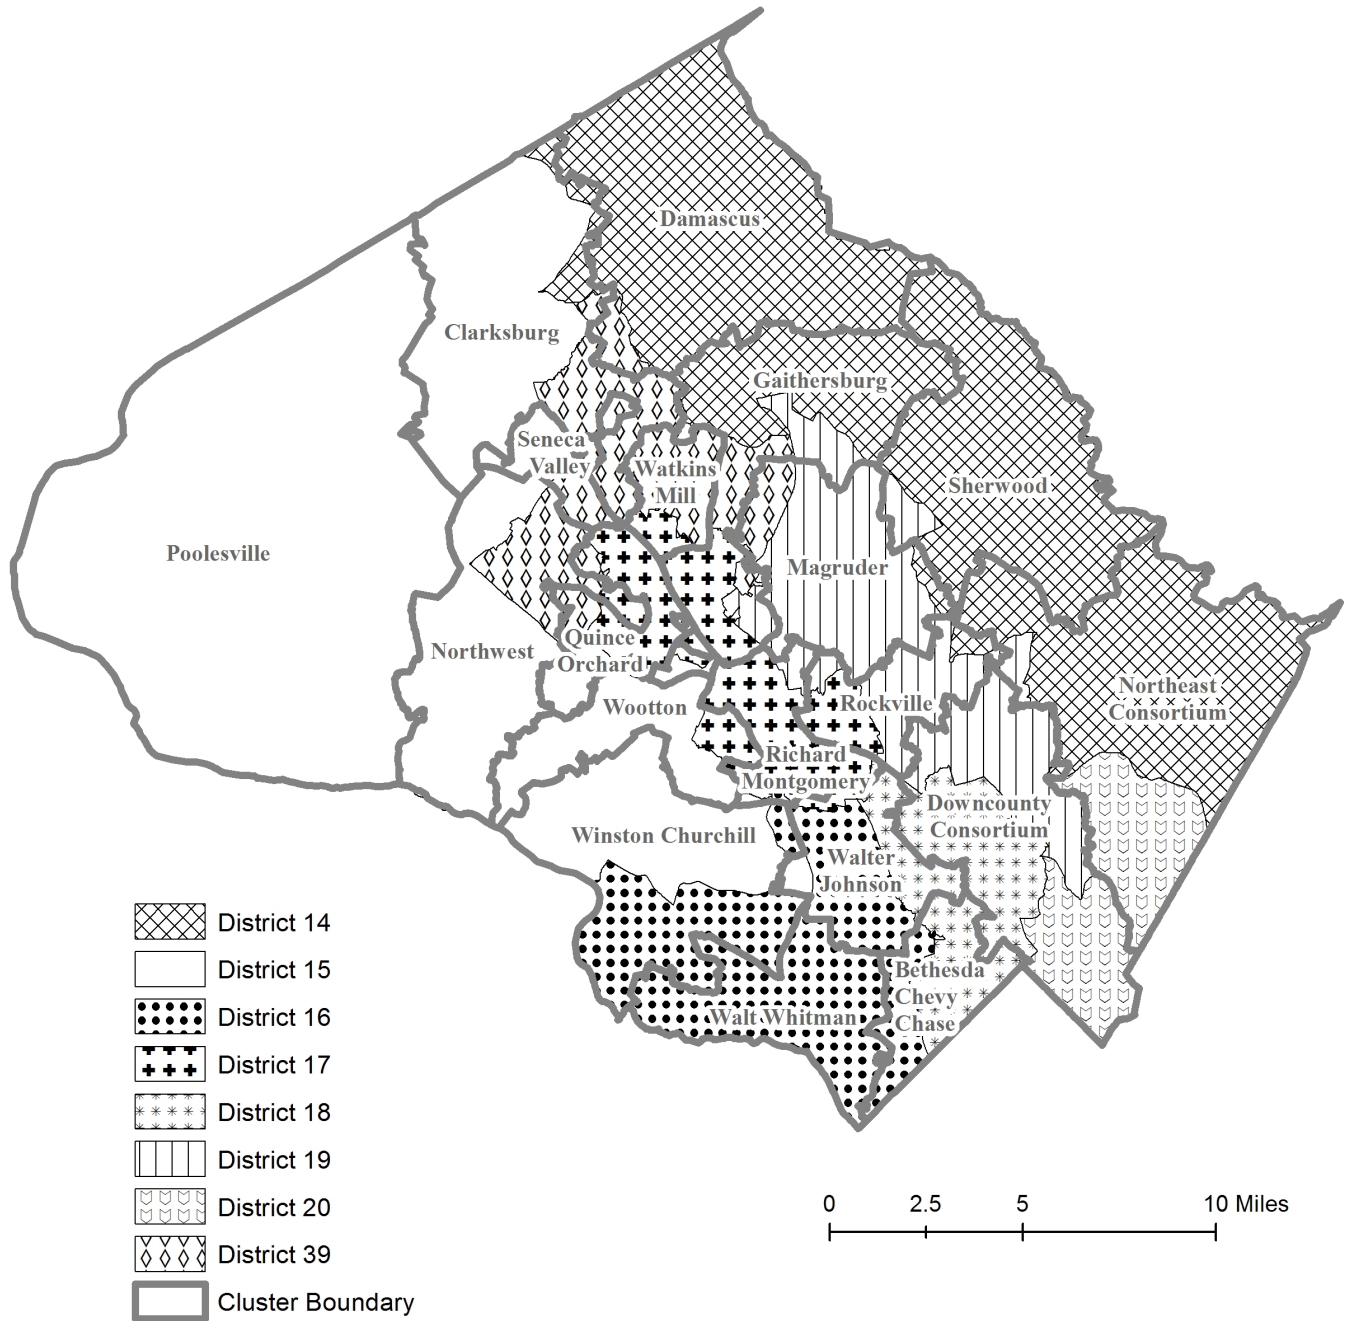 Damascus
Clarksburg
Gaithersburg
Seneca
Valley
Watkins
Mill
Sherwood
Poolesville
Magruder
Northwest
Quince
Orchard
Wootton
Rockville
Northeast
Consortium
Richard
Montgomery
Downcounty
Consortium
Winston Churchill
Walter
Johnson
Bethesda
Chevy
Chase
Walt Whitman
District 14
District 15
District 16
District 17
District 18
District 19
District 20
District 39
Cluster Boundary
0 2.5 5 10 Miles